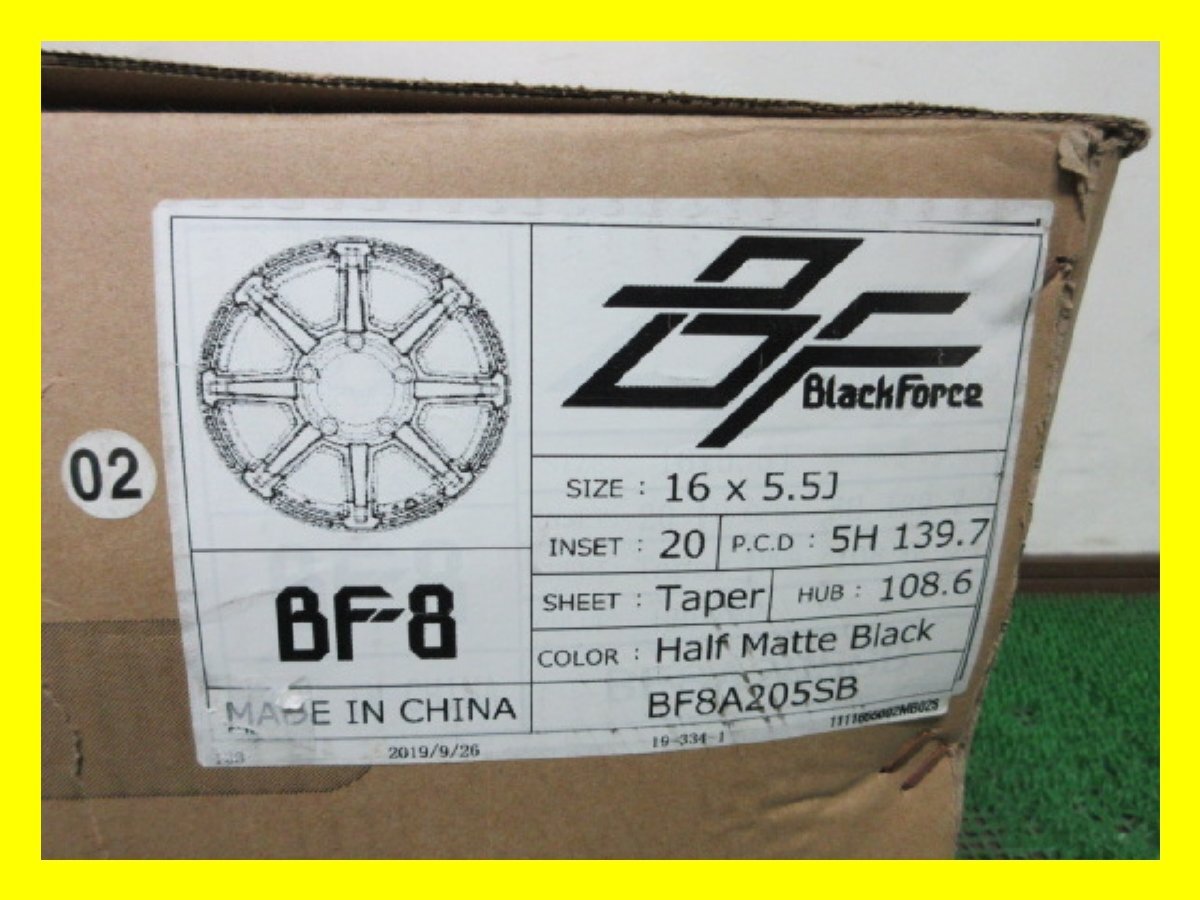 02
BF
BlackForce
SIZE : 16 x 5.5J
INSET : 20 P.C.D : 5H 139.7
SHEET : Taper HUB : 108.6
COLOR : Half Matte Black
BF-8
MADE IN CHINA
BF8A205SB
2019/9/26
19-334-1